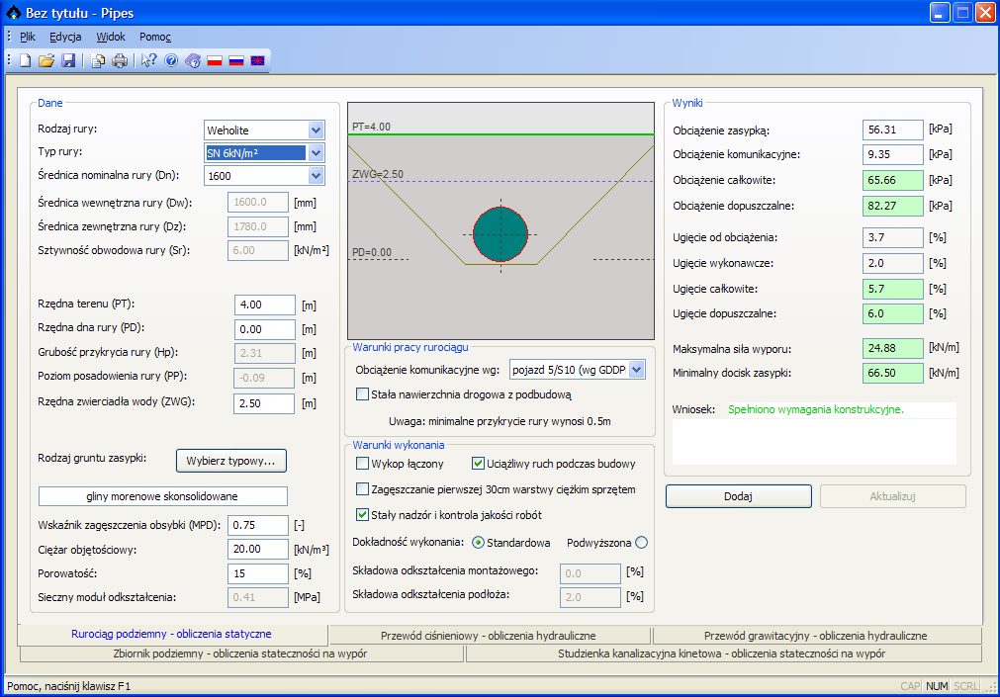 Bez tytułu - Pipes
Plik Edycja Widok Pomoc
Dane
Rodzaj rury: Weholite
Typ rury: SN 6kN/m²
Średnica nominalna rury (Dn): 1600
Średnica wewnętrzna rury (Dw): 1600.0 [mm]
Średnica zewnętrzna rury (Dz): 1780.0 [mm]
Sztywność obwodowa rury (Sr): 6.00 [kN/m²]
Rzędna terenu (PT): 4.00 [m]
Rzędna dna rury (PD): 0.00 [m]
Grubość przykrycia rury (Hp): 2.31 [m]
Poziom posadowienia rury (PP): -0.09 [m]
Rzędna zwierciadła wody (ZWG): 2.50 [m]
Rodzaj gruntu zasypki: Wybierz typowy...
gliny morenowe skonsolidowane
Wskaźnik zagęszczenia obsybki (MPD): 0.75 [-]
Ciężar objętościowy: 20.00 [kN/m³]
Porowatość: 15 [%]
Sieczny moduł odkształcenia: 0.41 [MPa]
PT=4.00
ZWG=2.50
PD=0.00
Warunki pracy rurociągu
Obciążenie komunikacyjne wg: pojazd 5/S10 (wg GDDP
Stała nawierzchnia drogowa z podbudową
Uwaga: minimalne przykrycie rury wynosi 0.5m
Warunki wykonania
Wykop łączony Uciążliwy ruch podczas budowy
Zagęszczanie pierwszej 30cm warstwy ciężkim sprzętem
Stały nadzór i kontrola jakości robót
Dokładność wykonania: Standardowa Podwyższona
Składowa odkształcenia montażowego: 0.0 [%]
Składowa odkształcenia podłoża: 2.0 [%]
Wyniki
Obciążenie zasypką: 56.31 [kPa]
Obciążenie komunikacyjne: 9.35 [kPa]
Obciążenie całkowite: 65.66 [kPa]
Obciążenie dopuszczalne: 82.27 [kPa]
Ugięcie od obciążenia: 3.7 [%]
Ugięcie wykonawcze: 2.0 [%]
Ugięcie całkowite: 5.7 [%]
Ugięcie dopuszczalne: 6.0 [%]
Maksymalna siła wyporu: 24.88 [kN/m]
Minimalny docisk zasypki: 66.50 [kN/m]
Wniosek: Spełniono wymagania konstrukcyjne.
Dodaj Aktualizuj
Rurociąg podziemny - obliczenia statyczne Przewód ciśnieniowy - obliczenia hydrauliczne Przewód grawitacyjny - obliczenia hydrauliczne
Zbiornik podziemny - obliczenia stateczności na wypór Studzienka kanalizacyjna kinetowa - obliczenia stateczności na wypór
Pomoc, naciśnij klawisz F1 CAP NUM SCRL